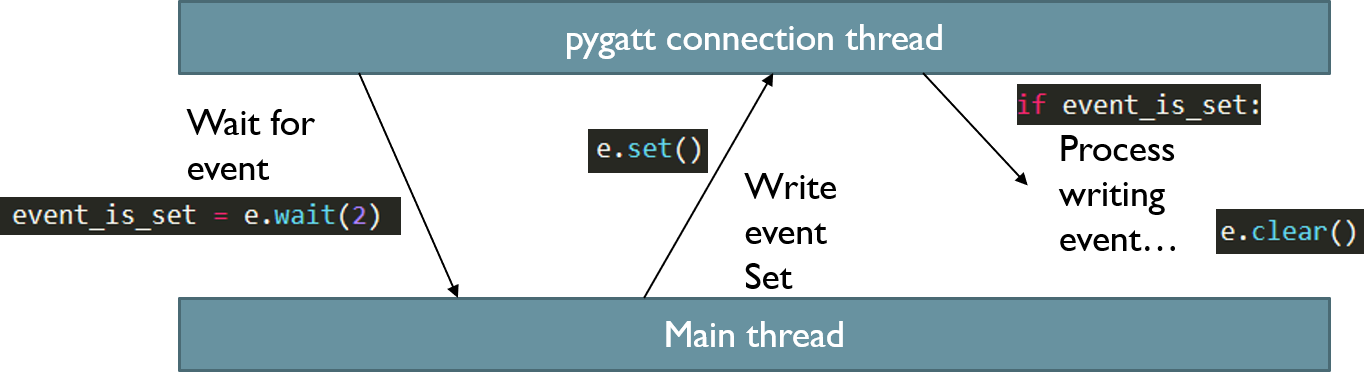 pygatt connection thread
Wait for
event
event_is_set = e.wait(2)
e.set()
Write
event
Set
if event_is_set:
Process
writing
event…
e.clear()
Main thread